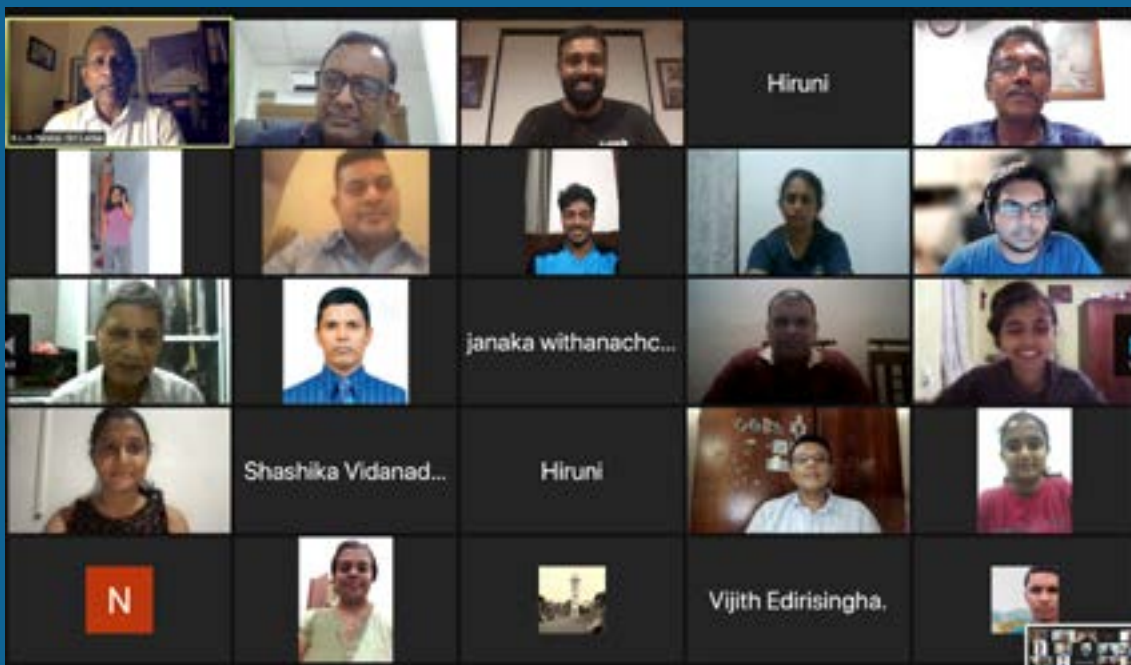 Hiruni
janaka withanachc...
Shashika Vidanad...
Hiruni
N
Vijith Edirisingha.